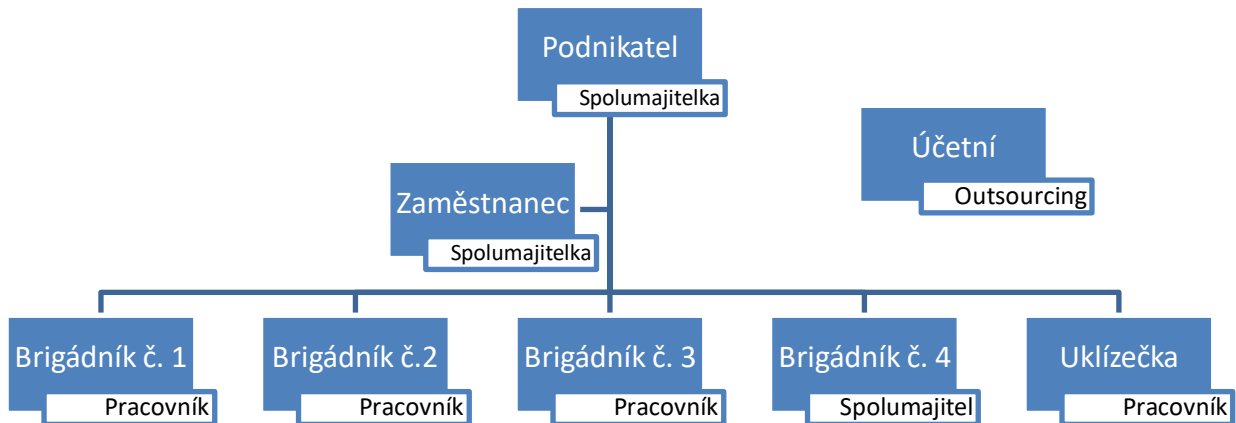 Podnikatel
Spolumajitelka
Účetní
Outsourcing
Zaměstnanec
Spolumajitelka
Brigádník č. 1
Pracovník
Brigádník č.2
Pracovník
Brigádník č. 3
Pracovník
Brigádník č. 4
Spolumajitel
Uklízečka
Pracovník